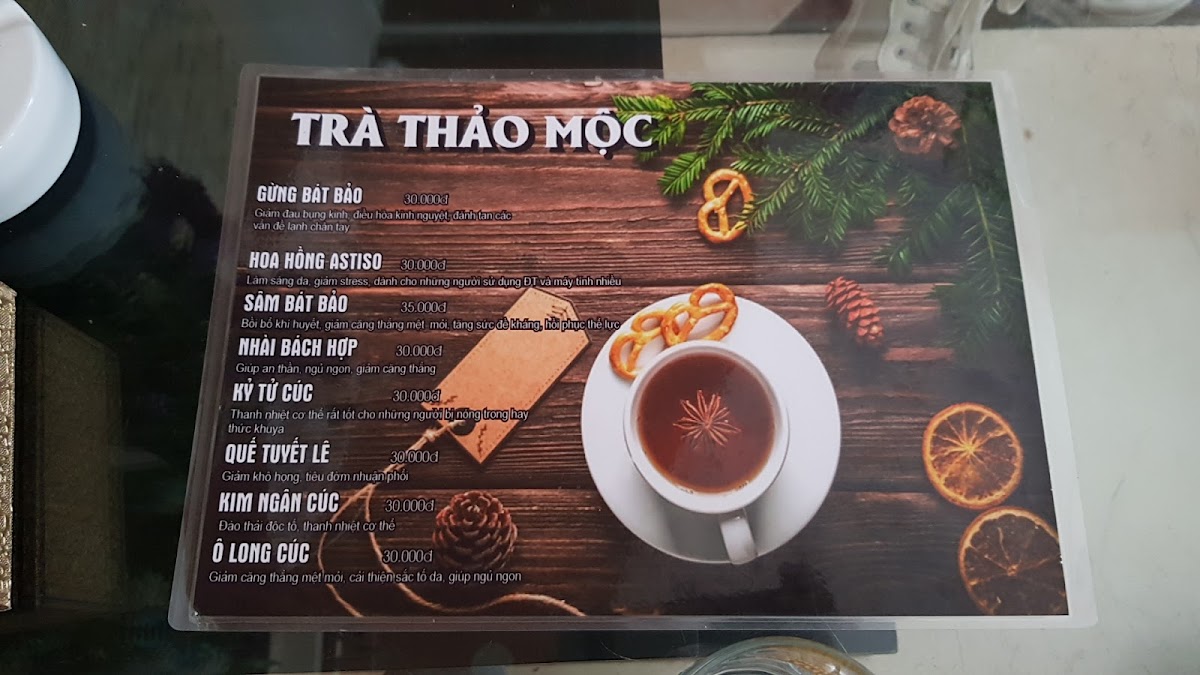 TRÀ THẢO MỘC
GỪNG BÁT BẢO 30.000đ
Giảm đau bụng kinh, điều hòa kinh nguyệt, đánh tan các
vấn đề lạnh chân tay
HOA HỒNG ASTISO 30.000đ
Làm sáng da, giảm stress, dành cho những người sử dụng ĐT và máy tính nhiều
SÂM BÁT BẢO 35.000đ
Bồi bổ khí huyết, giảm căng thẳng mệt mỏi, tăng sức đề kháng, hồi phục thể lực
NHÀI BÁCH HỢP 30.000đ
Giúp an thần, ngủ ngon, giảm căng thẳng
KỶ TỬ CÚC 30.000đ
Thanh nhiệt cơ thể rất tốt cho những người bị nóng trong hay
thức khuya
QUẾ TUYẾT LÊ 30.000đ
Giảm khô họng, tiêu đờm nhuận phổi
KIM NGÂN CÚC 30.000đ
Đào thải độc tố, thanh nhiệt cơ thể
Ô LONG CÚC 30.000đ
Giảm căng thẳng mệt mỏi, cải thiện sắc tố da, giúp ngủ ngon